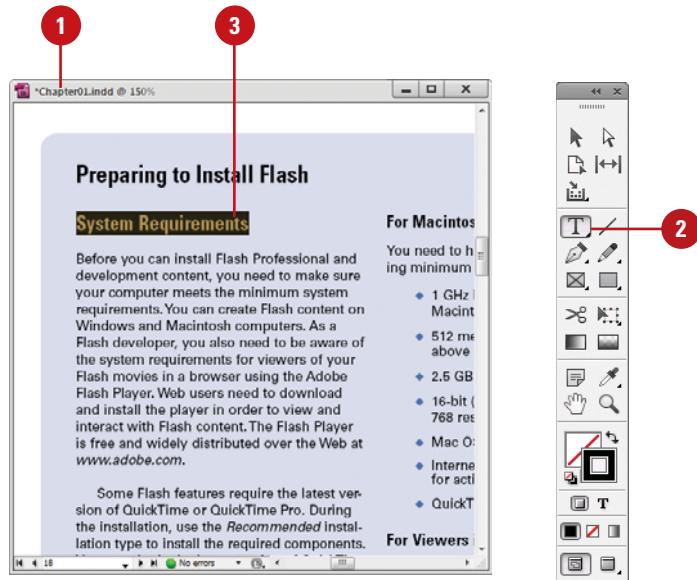 1
3
*Chapter01.indd @ 150%
Preparing to Install Flash
System Requirements
Before you can install Flash Professional and
development content, you need to make sure
your computer meets the minimum system
requirements. You can create Flash content on
Windows and Macintosh computers. As a
Flash developer, you also need to be aware of
the system requirements for viewers of your
Flash movies in a browser using the Adobe
Flash Player. Web users need to download
and install the player in order to view and
interact with Flash content. The Flash Player
is free and widely distributed over the Web at
www.adobe.com.
Some Flash features require the latest ver-
sion of QuickTime or QuickTime Pro. During
the installation, use the Recommended instal-
lation type to install the required components.
For Macintos
You need to h
ing minimum
1 GHz
Macint
512 me
above
2.5 GB
16-bit (
768 res
Mac O
Interne
for acti
QuickT
For Viewers
18
No errors
T
2
T